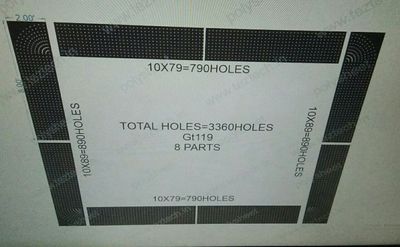 2.00'
10X79=790HOLES
10X89=890HOLES
TOTAL HOLES=3360HOLES
Gt119
8 PARTS
10X89=890HOLES
10X79=790HOLES